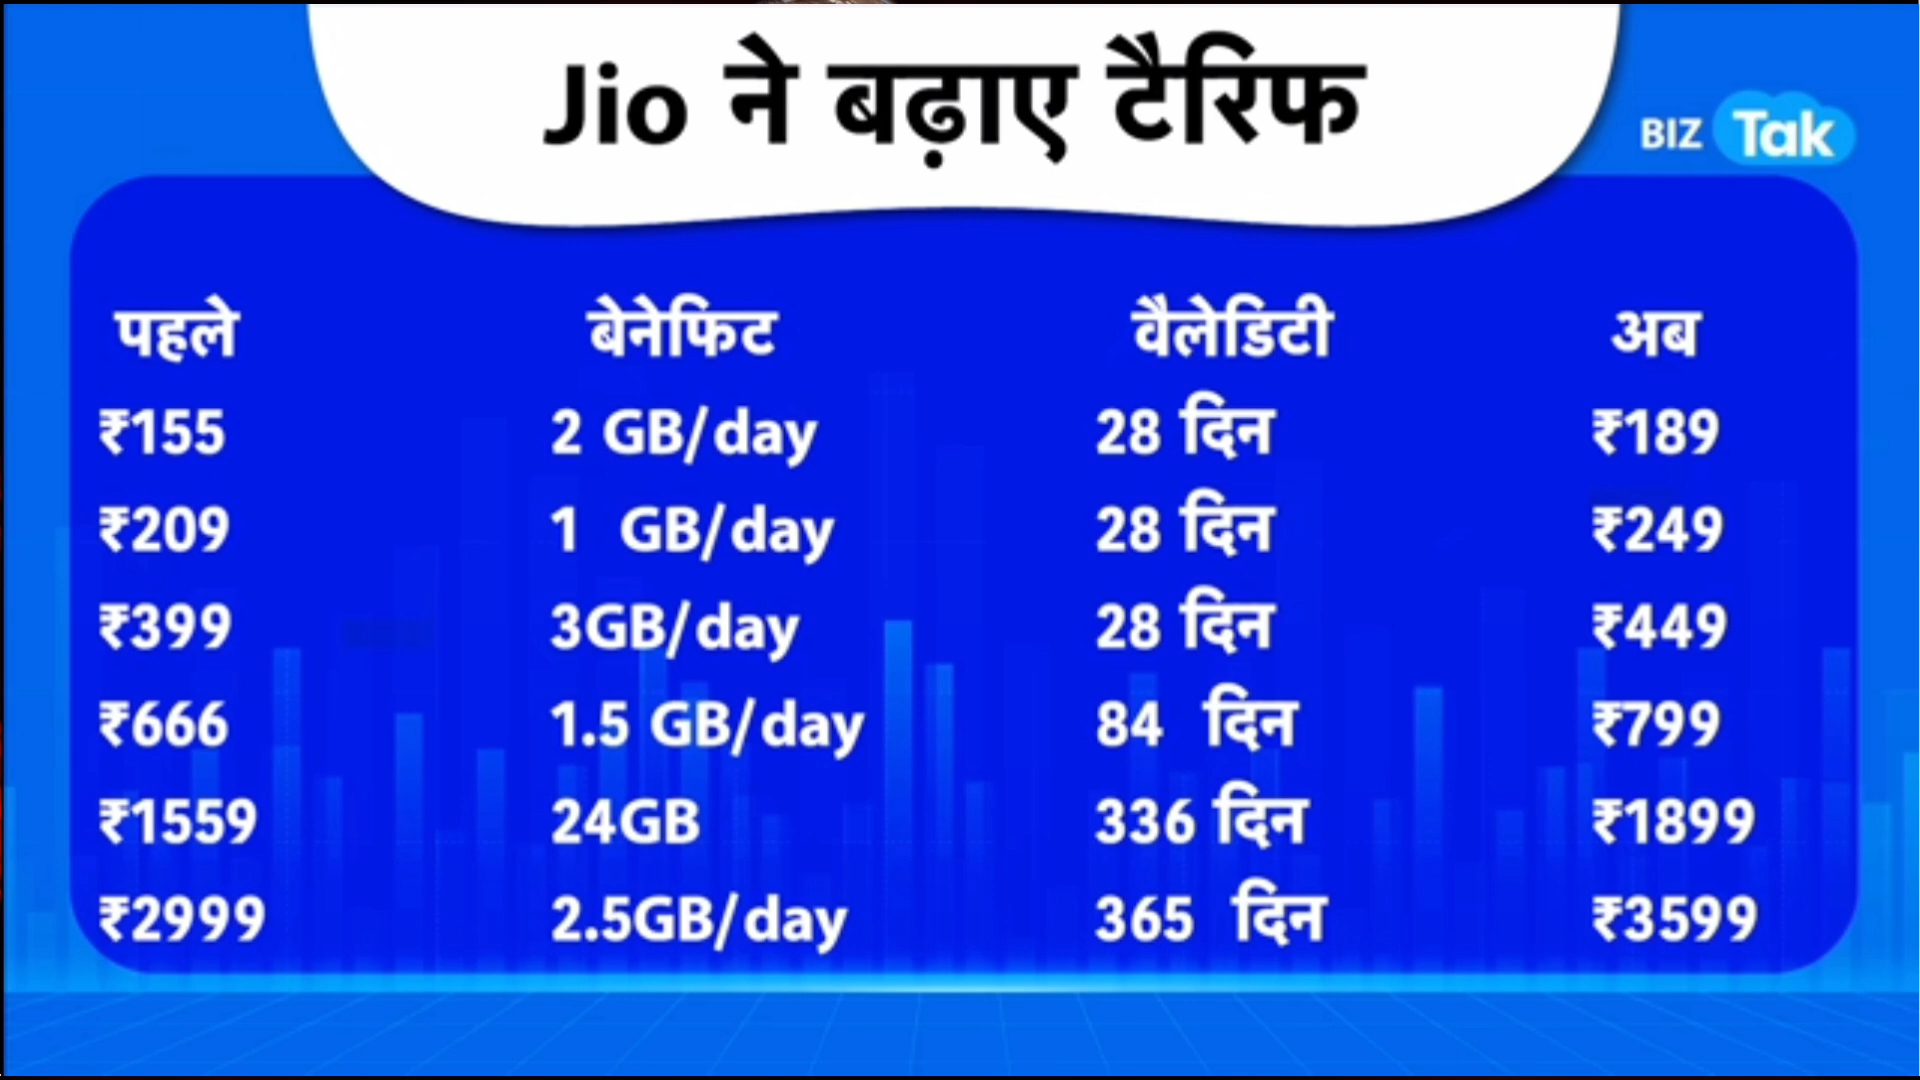 Jio ने बढ़ाए टैरिफ
BIZ Tak
पहले बेनेफिट वैलेडिटी अब
₹155 2 GB/day 28 दिन ₹189
₹209 1 GB/day 28 दिन ₹249
₹399 3GB/day 28 दिन ₹449
₹666 1.5 GB/day 84 दिन ₹799
₹1559 24GB 336 दिन ₹1899
₹2999 2.5GB/day 365 दिन ₹3599